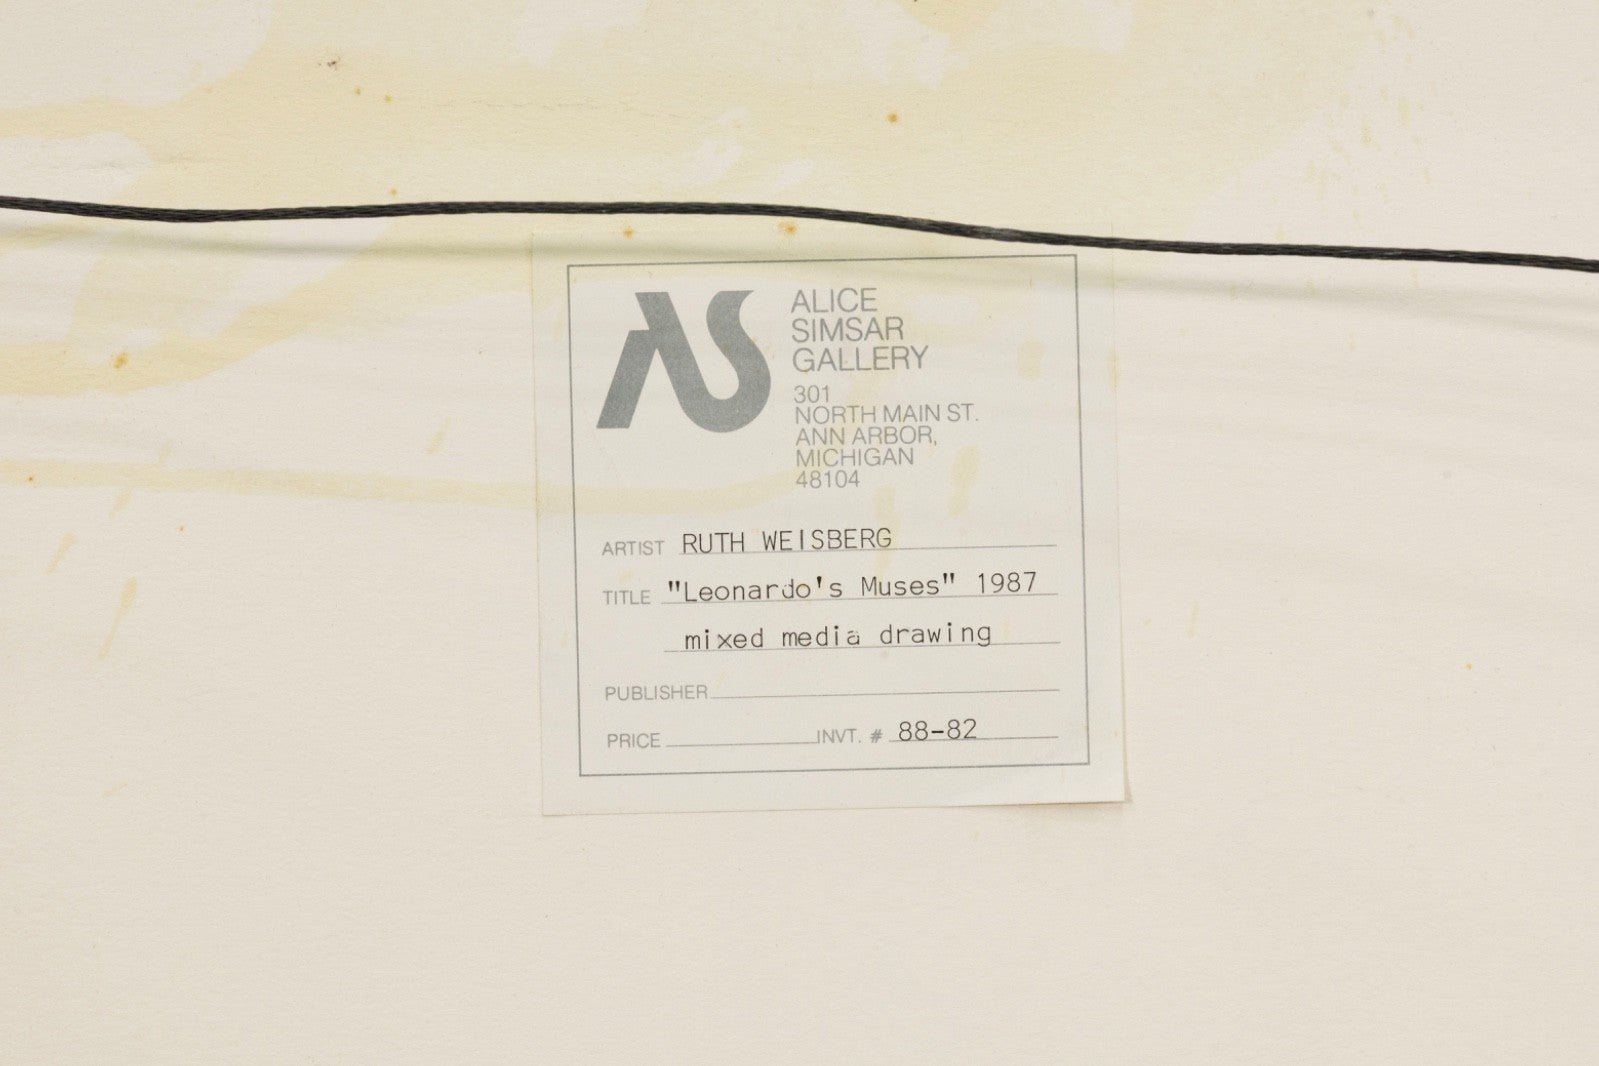 AS
ALICE
SIMSAR
GALLERY
301
NORTH MAIN ST.
ANN ARBOR,
MICHIGAN
48104
ARTIST RUTH WEISBERG
TITLE "Leonardo's Muses" 1987
mixed media drawing
PUBLISHER
PRICE INVT. # 88-82